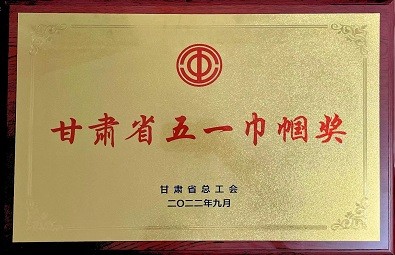 甘肃省五一巾帼奖
甘肃省总工会
二〇二二年九月